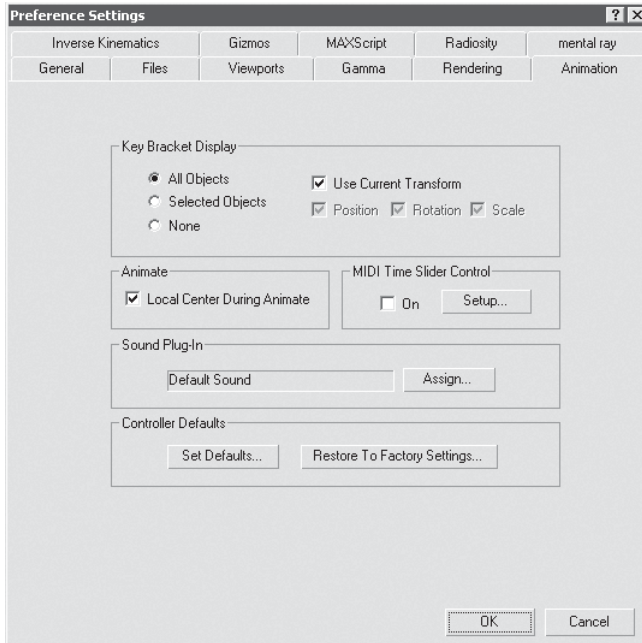 Preference Settings
Inverse Kinematics Gizmos MAXScript Radiosity mental ray
General Files Viewports Gamma Rendering Animation
Key Bracket Display
All Objects
Selected Objects
None
Use Current Transform
Position Rotation Scale
Animate
Local Center During Animate
MIDI Time Slider Control
On Setup...
Sound Plug-In
Default Sound Assign...
Controller Defaults
Set Defaults... Restore To Factory Settings...
OK Cancel